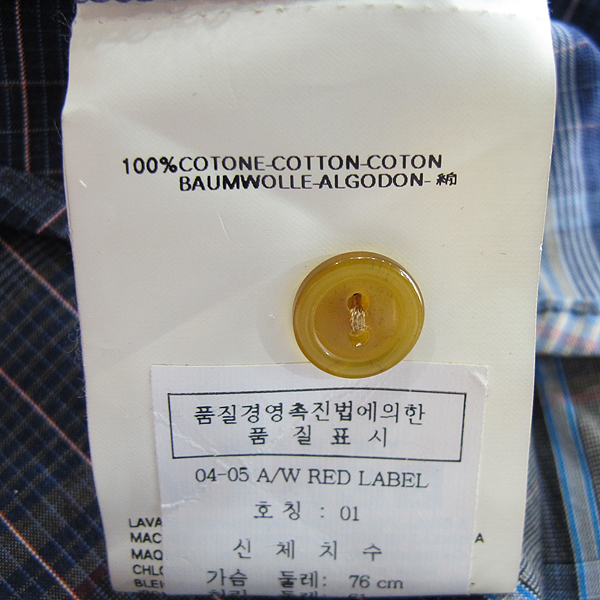 100% COTONE-COTTON-COTON
BAUMWOLLE-ALGODON-綿
품질경영촉진법에의한
품 질 표 시
04-05 A/W RED LABEL
호칭 : 01
신 체 치 수
가슴 둘레: 76 cm
LAVA
MAC
MAQ
CHLO
BLEI
A